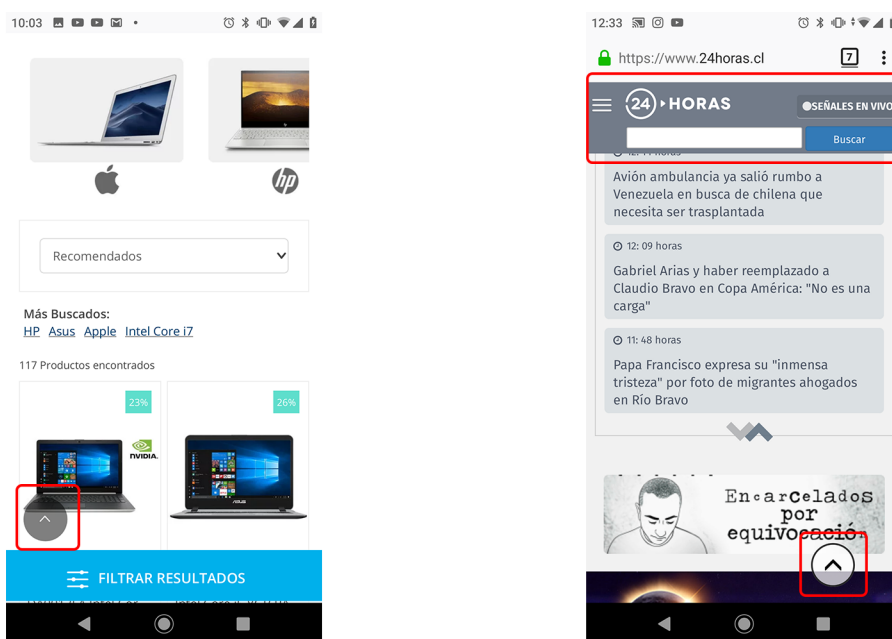 10:03
hp
Recomendados
Más Buscados:
HP Asus Apple Intel Core i7
117 Productos encontrados
23%
26%
NVIDIA.
ASUS
FILTRAR RESULTADOS
12:33
https://www.24horas.cl
7
24 HORAS
SEÑALES EN VIVO
Buscar
Avión ambulancia ya salió rumbo a
Venezuela en busca de chilena que
necesita ser trasplantada
12: 09 horas
Gabriel Arias y haber reemplazado a
Claudio Bravo en Copa América: "No es una
carga"
11: 48 horas
Papa Francisco expresa su "inmensa
tristeza" por foto de migrantes ahogados
en Río Bravo
Encarcelados
por
equivocación